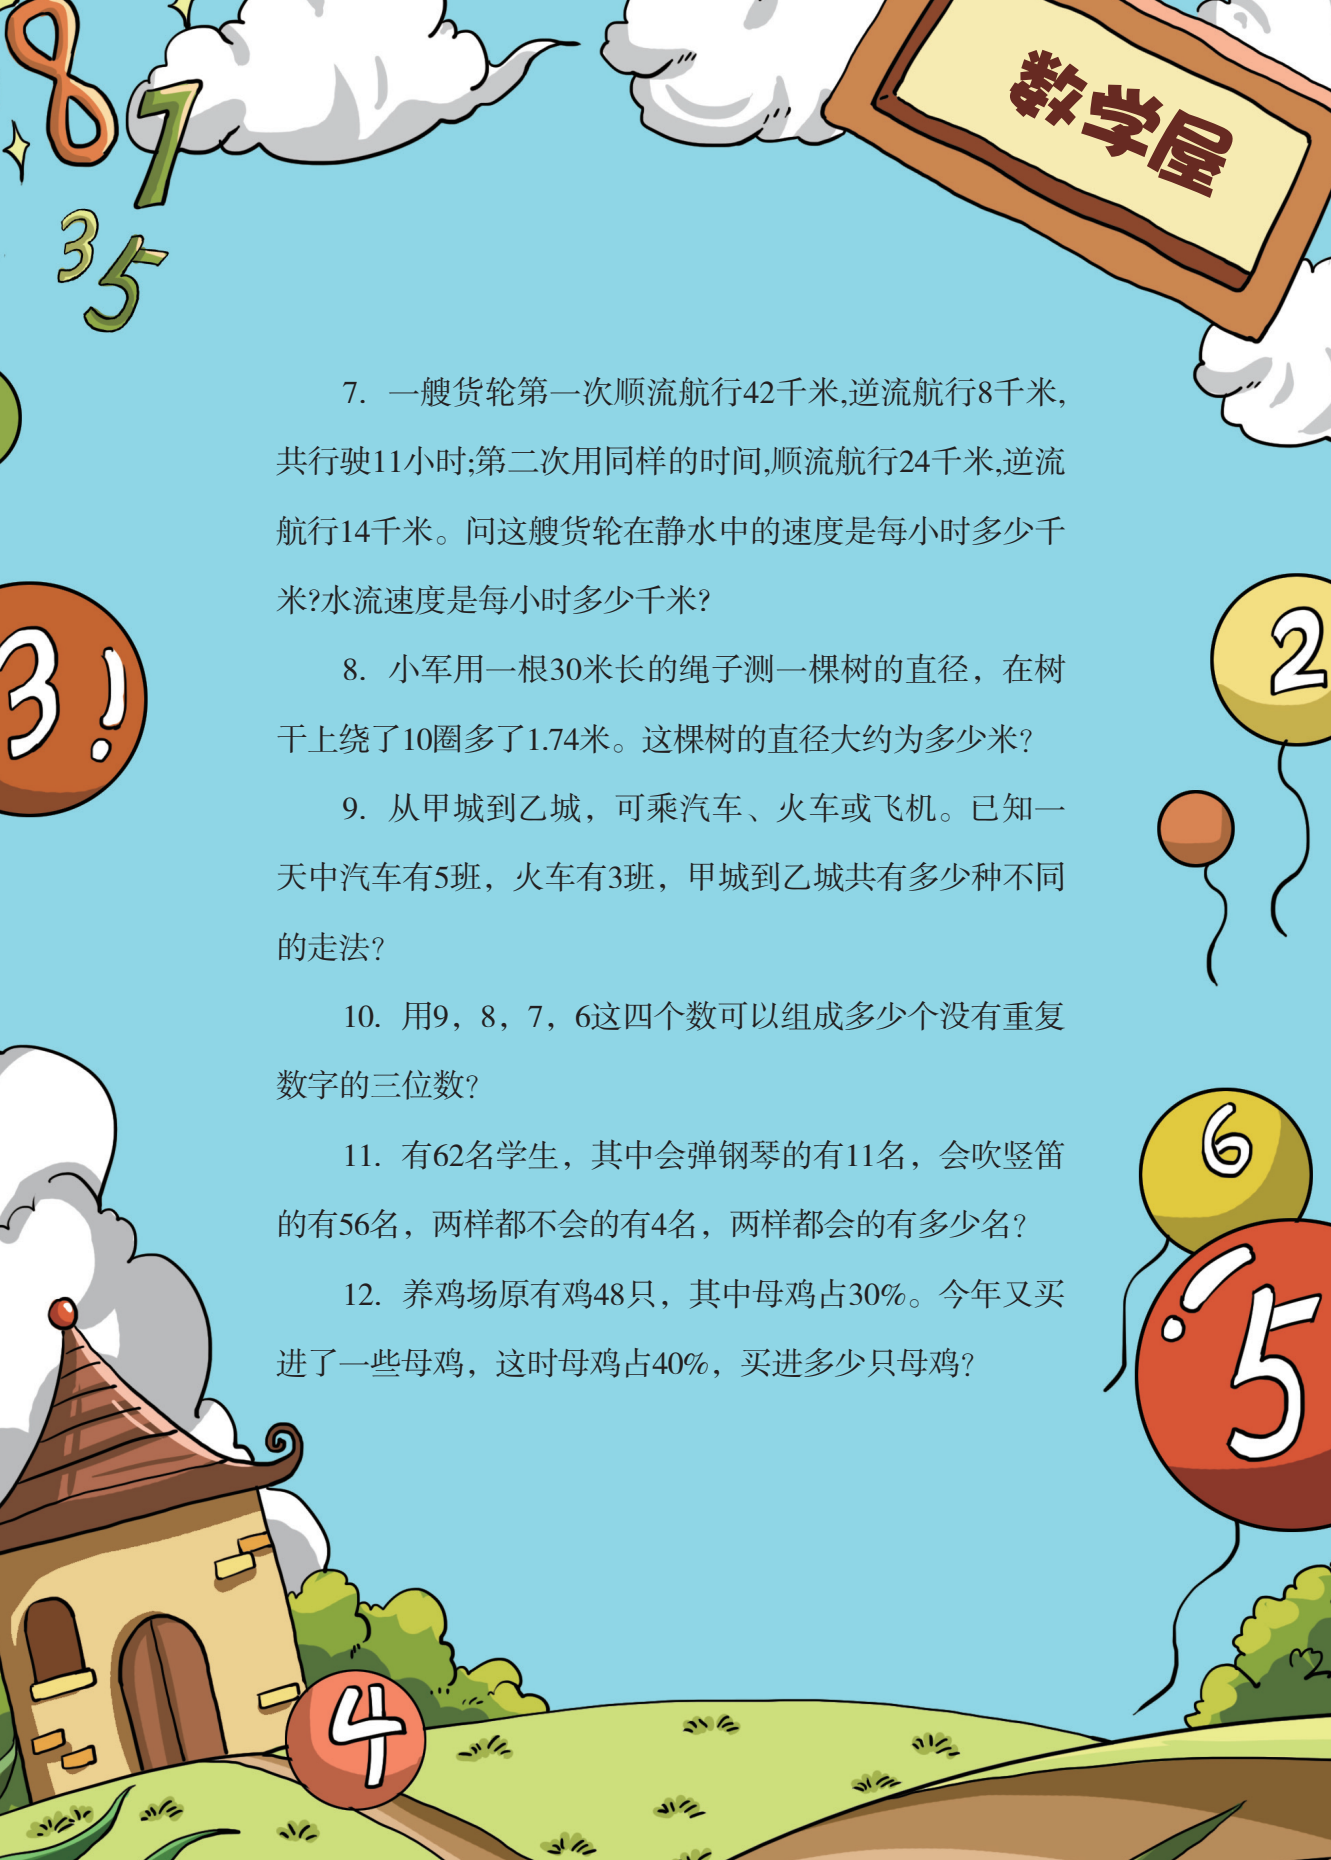 87
35
数学屋
7. 一艘货轮第一次顺流航行42千米,逆流航行8千米,
共行驶11小时;第二次用同样的时间,顺流航行24千米,逆流
航行14千米。问这艘货轮在静水中的速度是每小时多少千
米?水流速度是每小时多少千米?
8. 小军用一根30米长的绳子测一棵树的直径，在树
干上绕了10圈多了1.74米。这棵树的直径大约为多少米？
9. 从甲城到乙城，可乘汽车、火车或飞机。已知一
天中汽车有5班，火车有3班，甲城到乙城共有多少种不同
的走法？
10. 用9，8，7，6这四个数可以组成多少个没有重复
数字的三位数？
11. 有62名学生，其中会弹钢琴的有11名，会吹竖笛
的有56名，两样都不会的有4名，两样都会的有多少名？
12. 养鸡场原有鸡48只，其中母鸡占30%。今年又买
进了一些母鸡，这时母鸡占40%，买进多少只母鸡？
3
2
6
5
4